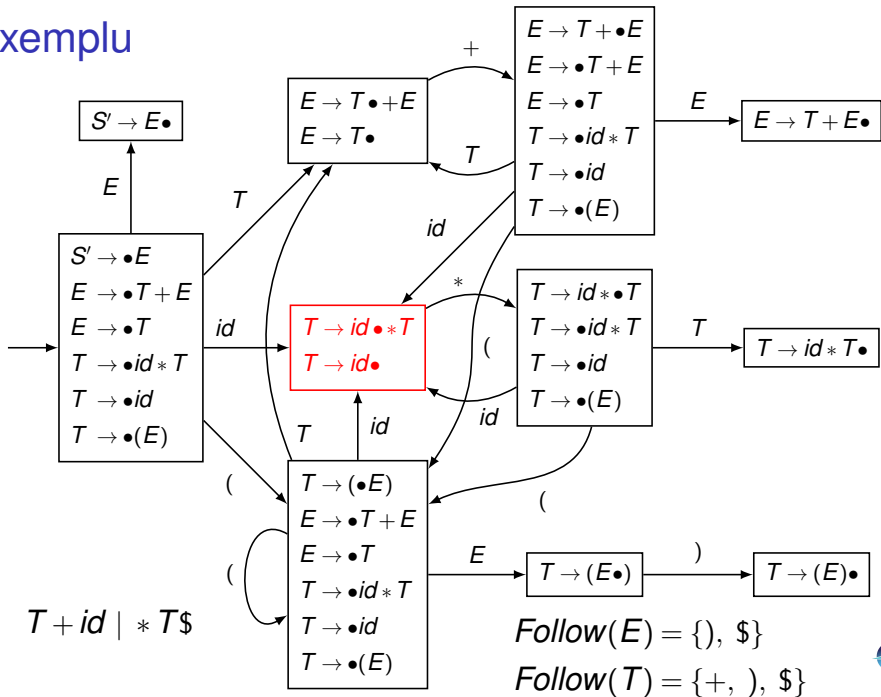 xemplu
S′ → E•
E
E → T• + E
E → T•
+
E → T + •E
E → •T + E
E → •T
T → •id ∗ T
T → •id
T → •(E)
E
E → T + E•
T
T
S′ → •E
E → •T + E
E → •T
T → •id ∗ T
T → •id
T → •(E)
id
id
T → id • ∗T
T → id•
∗
(
id
T → id ∗ •T
T → •id ∗ T
T → •id
T → •(E)
T
T → id ∗ T•
(
T
id
(
(
T → (•E)
E → •T + E
E → •T
T → •id ∗ T
T → •id
T → •(E)
E
T → (E•)
)
T → (E)•
T + id | ∗ T$
Follow(E) = {), $}
Follow(T) = {+, ), $}